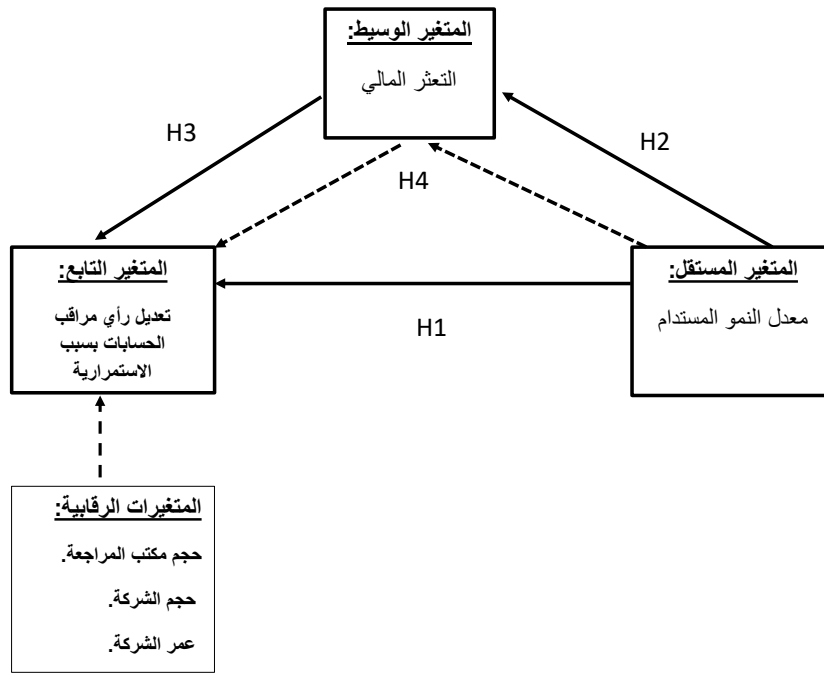 المتغير الوسيط:
التعثر المالي
H3
H2
H4
المتغير المستقل:
معدل النمو المستدام
المتغير التابع:
تعديل رأي مراقب
الحسابات بسبب
الاستمرارية
H1
المتغيرات الرقابية:
حجم مكتب المراجعة.
حجم الشركة.
عمر الشركة.